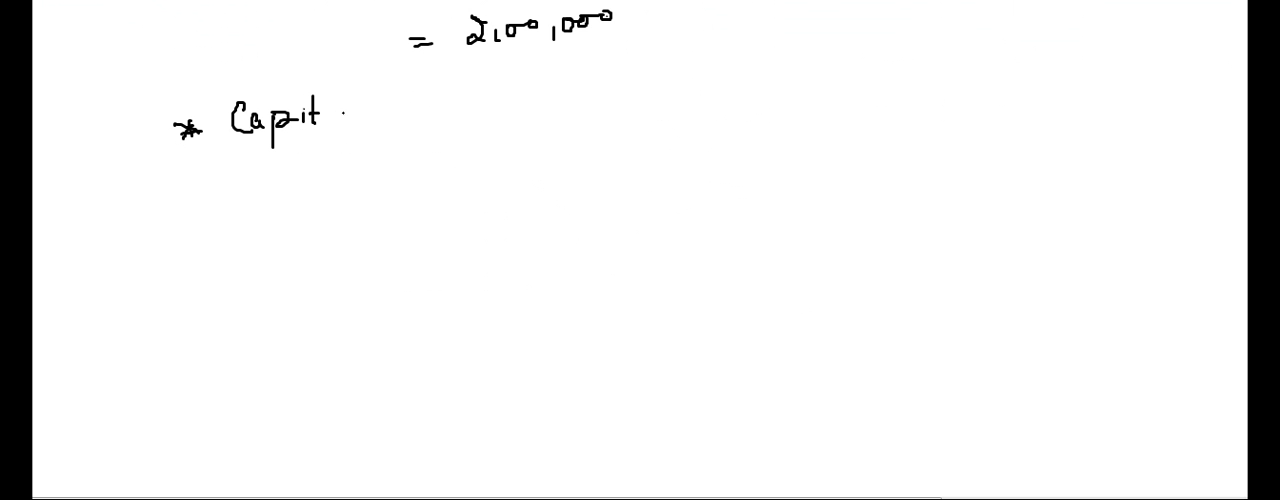 = 2,00,000
* Capit